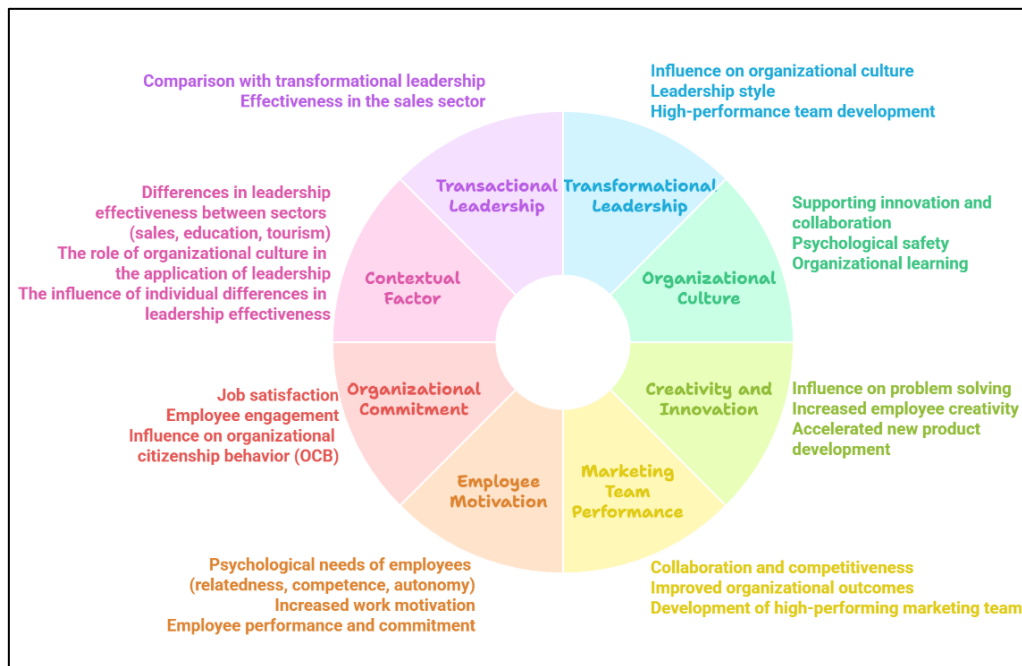 Comparison with transformational leadership
Effectiveness in the sales sector
Influence on organizational culture
Leadership style
High-performance team development
Transactional
Leadership
Transformational
Leadership
Differences in leadership
effectiveness between sectors
(sales, education, tourism)
The role of organizational culture in
the application of leadership
The influence of individual differences in
leadership effectiveness
Contextual
Factor
Organizational
Culture
Supporting innovation and
collaboration
Psychological safety
Organizational learning
Job satisfaction
Employee engagement
Influence on organizational
citizenship behavior (OCB)
Organizational
Commitment
Creativity and
Innovation
Influence on problem solving
Increased employee creativity
Accelerated new product
development
Employee
Motivation
Marketing
Team
Performance
Psychological needs of employees
(relatedness, competence, autonomy)
Increased work motivation
Employee performance and commitment
Collaboration and competitiveness
Improved organizational outcomes
Development of high-performing marketing team